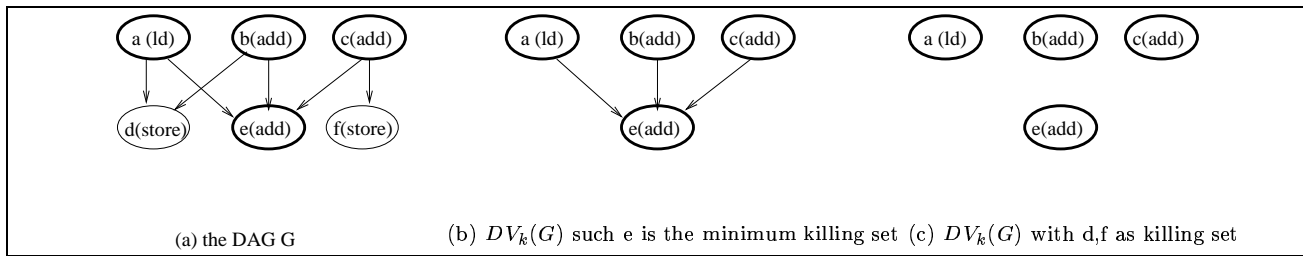 a (ld) b(add) c(add) a (ld) b(add) c(add) a (ld) b(add) c(add)
d(store) e(add) f(store) e(add) e(add)
(a) the DAG G (b) DV_k(G) such e is the minimum killing set (c) DV_k(G) with d,f as killing set